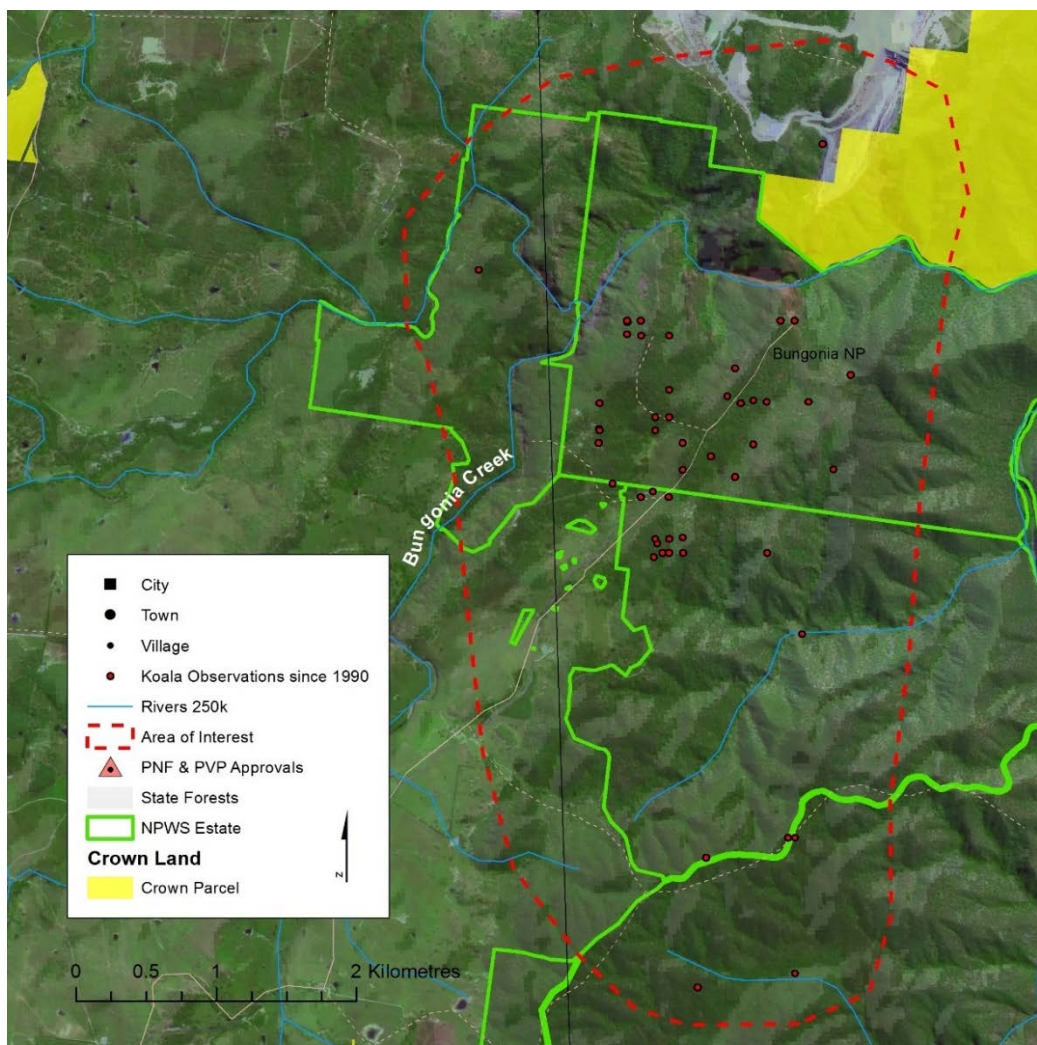 Bungonia NP
Bungonia Creek
City
Town
Village
Koala Observations since 1990
Rivers 250k
Area of Interest
PNF & PVP Approvals
State Forests
NPWS Estate
Crown Land
Crown Parcel
N
0 0.5 1 2 Kilometres